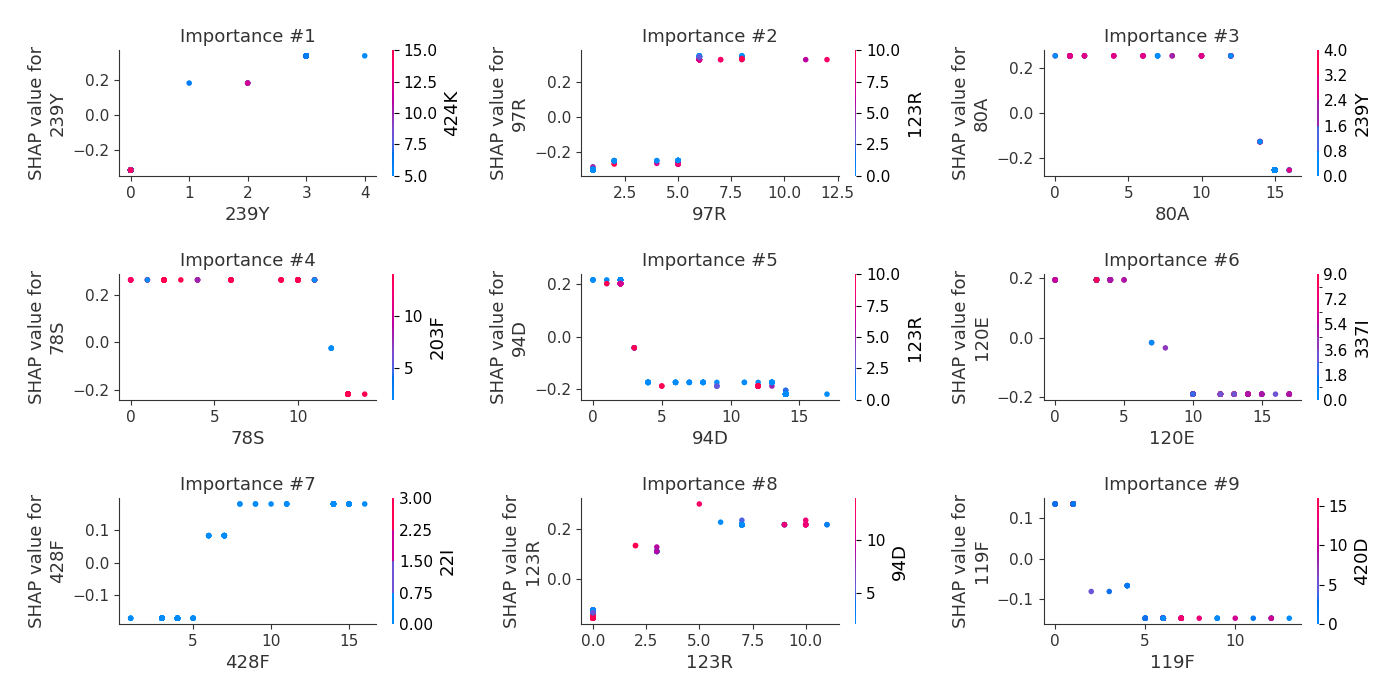 Importance #1
SHAP value for
239Y
0.2
0.0
−0.2
0
1
2
3
4
239Y
15.0
12.5
10.0
7.5
5.0
424K
Importance #2
SHAP value for
97R
0.2
0.0
−0.2
2.5
5.0
7.5
10.0
12.5
97R
10.0
7.5
5.0
2.5
0.0
123R
Importance #3
SHAP value for
80A
0.2
0.0
−0.2
0
5
10
15
80A
4.0
3.2
2.4
1.6
0.8
0.0
239Y
Importance #4
SHAP value for
78S
0.2
0.0
−0.2
0
5
10
78S
10
5
203F
Importance #5
SHAP value for
94D
0.2
0.0
−0.2
0
5
10
15
94D
10.0
7.5
5.0
2.5
0.0
123R
Importance #6
SHAP value for
120E
0.2
0.0
−0.2
0
5
10
15
120E
9.0
7.2
5.4
3.6
1.8
0.0
337I
Importance #7
SHAP value for
428F
0.1
0.0
−0.1
5
10
15
428F
3.00
2.25
1.50
0.75
0.00
22I
Importance #8
SHAP value for
123R
0.2
0.0
0.0
2.5
5.0
7.5
10.0
123R
10
5
94D
Importance #9
SHAP value for
119F
0.1
0.0
−0.1
0
5
10
119F
15
10
5
0
420D